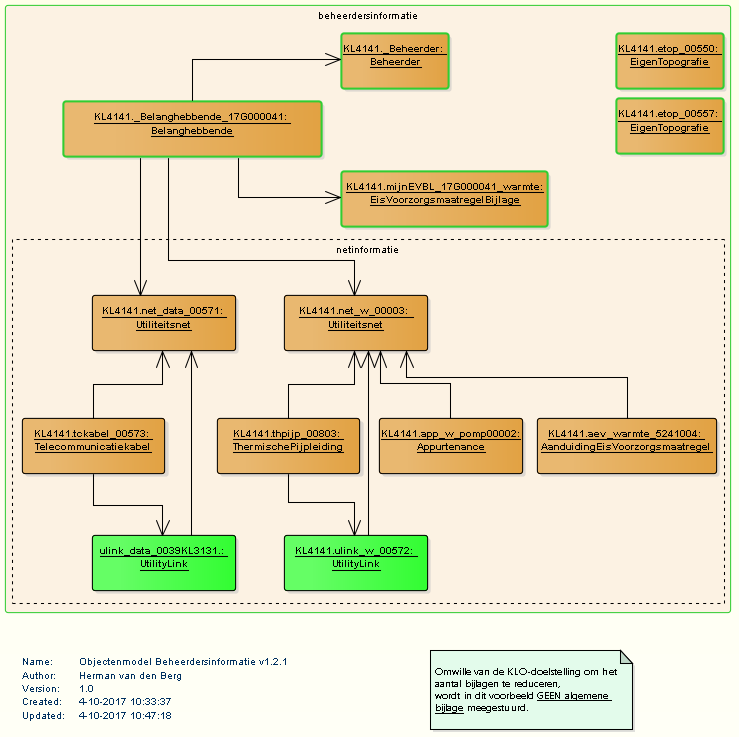 beheerdersinformatie
KL4141._Beheerder:
Beheerder
KL4141.etop_00550:
EigenTopografie
KL4141._Belanghebbende_17G000041:
Belanghebbende
KL4141.etop_00557:
EigenTopografie
KL4141.mijnEVBL_17G000041_warmte:
EisVoorzorgsmaatregelBijlage
netinformatie
KL4141.net_data_00571:
Utiliteitsnet
KL4141.net_w_00003:
Utiliteitsnet
KL4141.tckabel_00573:
Telecommunicatiekabel
KL4141.thpijp_00803:
ThermischePijpleiding
KL4141.app_w_pomp00002:
Appurtenance
KL4141.aev_warmte_5241004:
AanduidingEisVoorzorgsmaatregel
ulink_data_0039KL3131.:
UtilityLink
KL4141.ulink_w_00572:
UtilityLink
Name: Objectenmodel Beheerdersinformatie v1.2.1
Author: Herman van den Berg
Version: 1.0
Created: 4-10-2017 10:33:37
Updated: 4-10-2017 10:47:18
Omwille van de KLO-doelstelling om het
aantal bijlagen te reduceren,
wordt in dit voorbeeld GEEN algemene
bijlage meegestuurd.